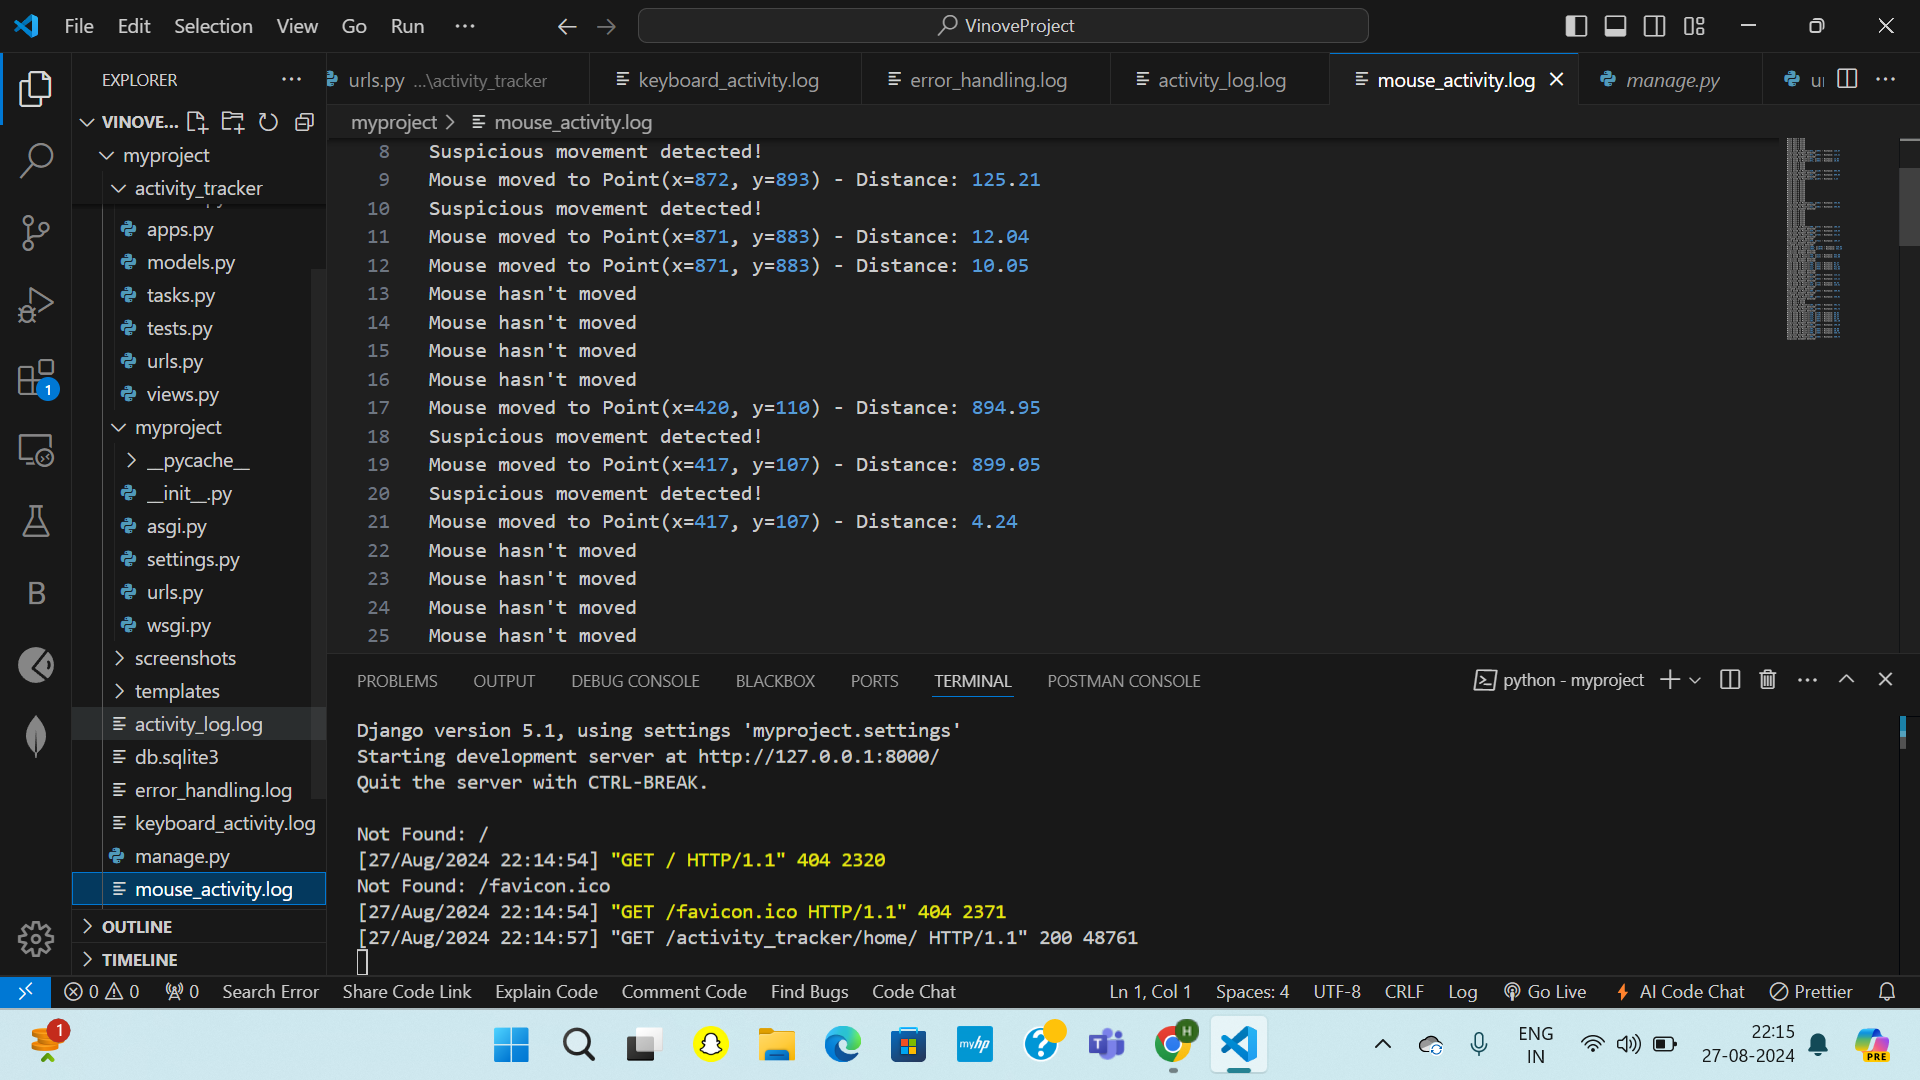 File Edit Selection View Go Run ...
VinoveProject
EXPLORER
urls.py ...\activity_tracker
keyboard_activity.log
error_handling.log
activity_log.log
mouse_activity.log
manage.py
VINOVE...
myproject > mouse_activity.log
myproject
activity_tracker
apps.py
models.py
tasks.py
tests.py
urls.py
views.py
myproject
__pycache__
__init__.py
asgi.py
settings.py
urls.py
wsgi.py
screenshots
templates
activity_log.log
db.sqlite3
error_handling.log
keyboard_activity.log
manage.py
mouse_activity.log
OUTLINE
TIMELINE
1
B
8 Suspicious movement detected!
9 Mouse moved to Point(x=872, y=893) - Distance: 125.21
10 Suspicious movement detected!
11 Mouse moved to Point(x=871, y=883) - Distance: 12.04
12 Mouse moved to Point(x=871, y=883) - Distance: 10.05
13 Mouse hasn't moved
14 Mouse hasn't moved
15 Mouse hasn't moved
16 Mouse hasn't moved
17 Mouse moved to Point(x=420, y=110) - Distance: 894.95
18 Suspicious movement detected!
19 Mouse moved to Point(x=417, y=107) - Distance: 899.05
20 Suspicious movement detected!
21 Mouse moved to Point(x=417, y=107) - Distance: 4.24
22 Mouse hasn't moved
23 Mouse hasn't moved
24 Mouse hasn't moved
25 Mouse hasn't moved
PROBLEMS OUTPUT DEBUG CONSOLE BLACKBOX PORTS TERMINAL POSTMAN CONSOLE
python - myproject
Django version 5.1, using settings 'myproject.settings'
Starting development server at http://127.0.0.1:8000/
Quit the server with CTRL-BREAK.
Not Found: /
[27/Aug/2024 22:14:54] "GET / HTTP/1.1" 404 2320
Not Found: /favicon.ico
[27/Aug/2024 22:14:54] "GET /favicon.ico HTTP/1.1" 404 2371
[27/Aug/2024 22:14:57] "GET /activity_tracker/home/ HTTP/1.1" 200 48761
0 0 0 Search Error Share Code Link Explain Code Comment Code Find Bugs Code Chat
Ln 1, Col 1 Spaces: 4 UTF-8 CRLF Log Go Live AI Code Chat Prettier
1
myhp
T
H
ENG
IN
22:15
27-08-2024
PRE